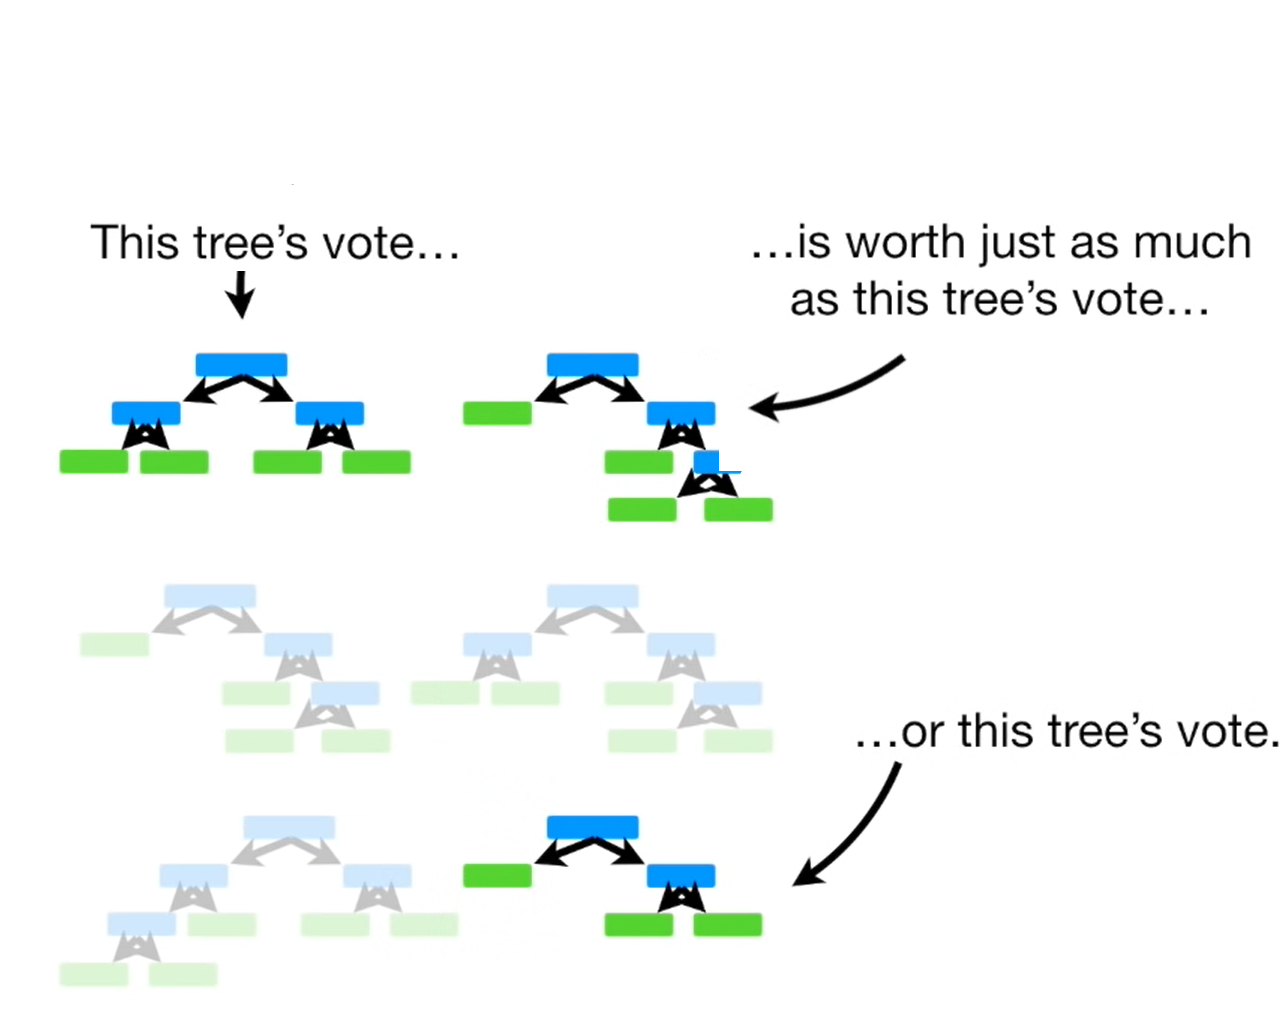 This tree’s vote…
…is worth just as much
as this tree’s vote…
…or this tree’s vote.